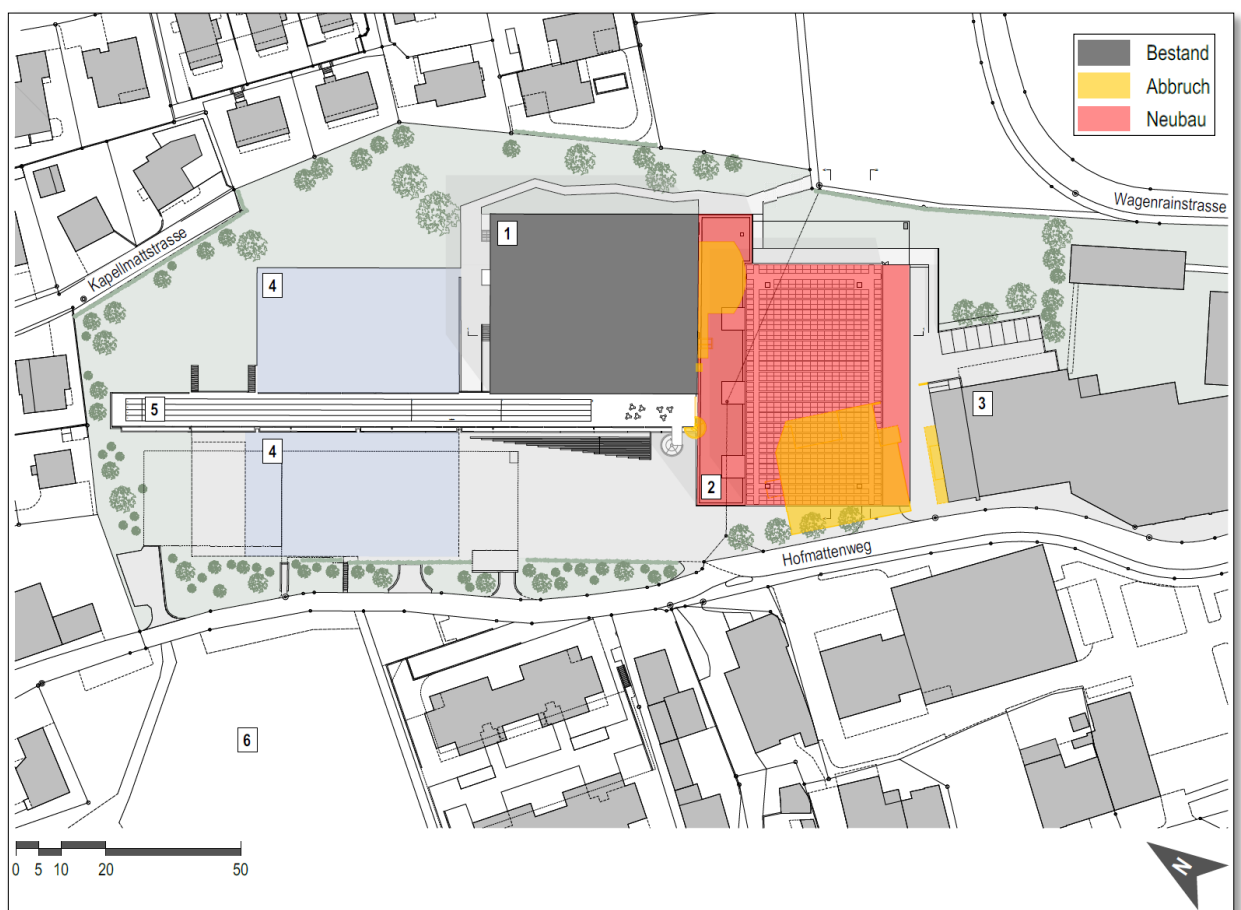 Bestand
Abbruch
Neubau
Wagenrainstrasse
Kapellmattstrasse
1
4
3
5
4
2
Hofmattenweg
6
0 5 10 20 50
N